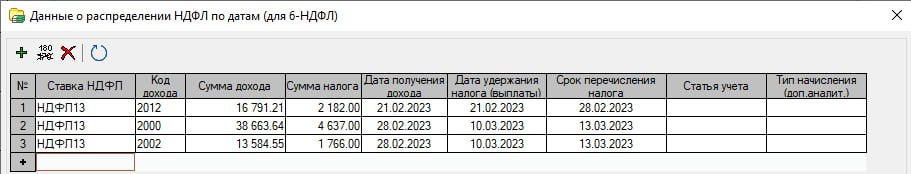 Данные о распределении НДФЛ по датам (для 6-НДФЛ)
180
№ Ставка НДФЛ Код дохода Сумма дохода Сумма налога Дата получения дохода Дата удержания налога (выплаты) Срок перечисления налога Статья учета Тип начисления (доп.аналит.)
1 НДФЛ13 2012 16 791.21 2 182.00 21.02.2023 21.02.2023 28.02.2023
2 НДФЛ13 2000 38 663.64 4 637.00 28.02.2023 10.03.2023 13.03.2023
3 НДФЛ13 2002 13 584.55 1 766.00 28.02.2023 10.03.2023 13.03.2023